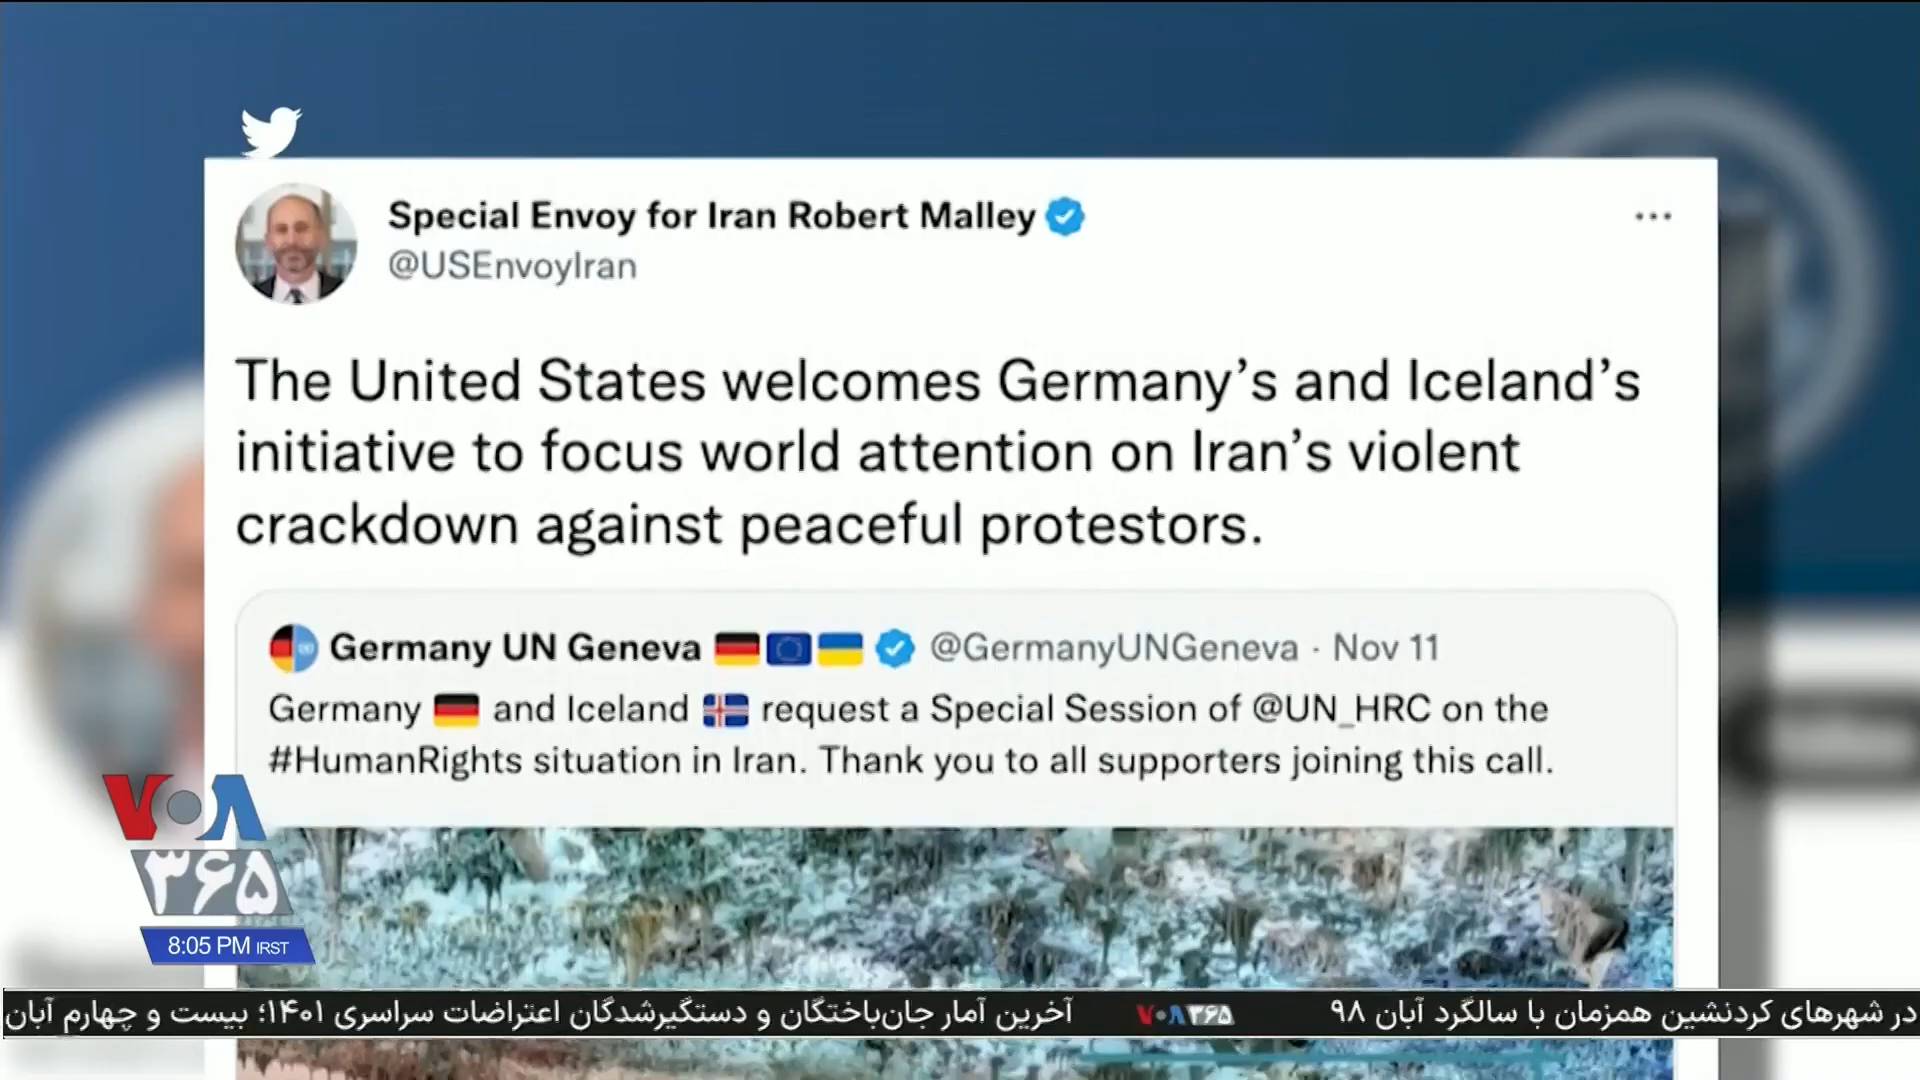 Special Envoy for Iran Robert Malley
@USEnvoyIran
The United States welcomes Germany’s and Iceland’s
initiative to focus world attention on Iran’s violent
crackdown against peaceful protestors.
Germany UN Geneva 🇩🇪🇪🇺🇺🇦 @GermanyUNGeneva · Nov 11
Germany 🇩🇪 and Iceland 🇮🇸 request a Special Session of @UN_HRC on the
#HumanRights situation in Iran. Thank you to all supporters joining this call.
VOA
۳۶۵
8:05 PM IRST
در شهرهای کردنشین همزمان با سالگرد آبان ۹۸ VOA۳۶۵ آخرین آمار جان‌باختگان و دستگیرشدگان اعتراضات سراسری ۱۴۰۱؛ بیست و چهارم آبان